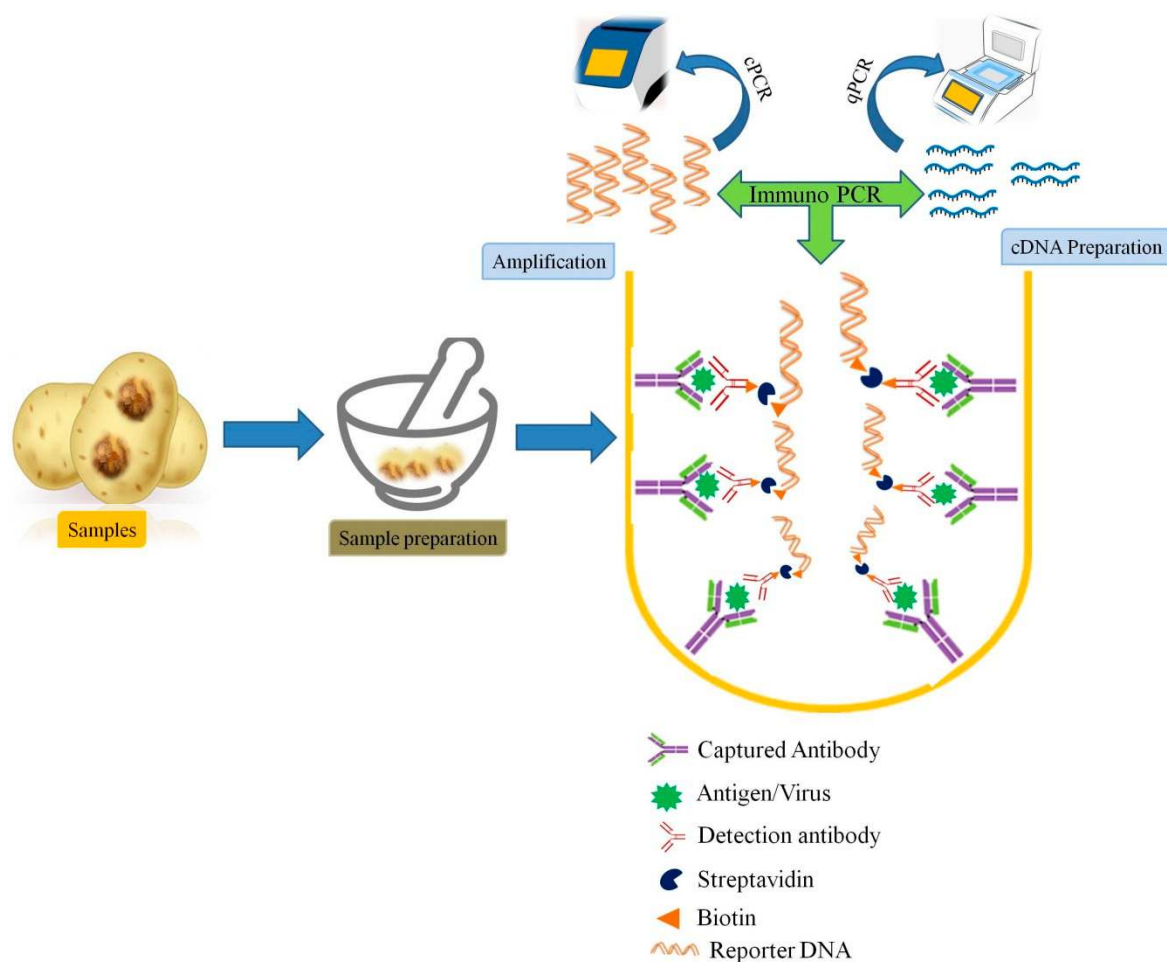 cPCR
qPCR
Immuno PCR
Amplification
cDNA Preparation
Samples
Sample preparation
Captured Antibody
Antigen/Virus
Detection antibody
Streptavidin
Biotin
Reporter DNA